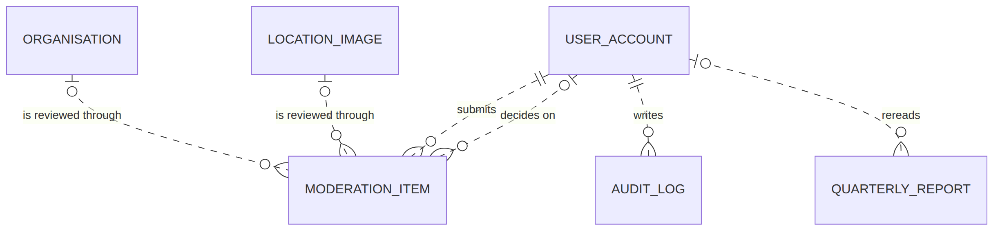 ORGANISATION
LOCATION_IMAGE
USER_ACCOUNT
is reviewed through
is reviewed through
submits
decides on
writes
rereads
MODERATION_ITEM
AUDIT_LOG
QUARTERLY_REPORT